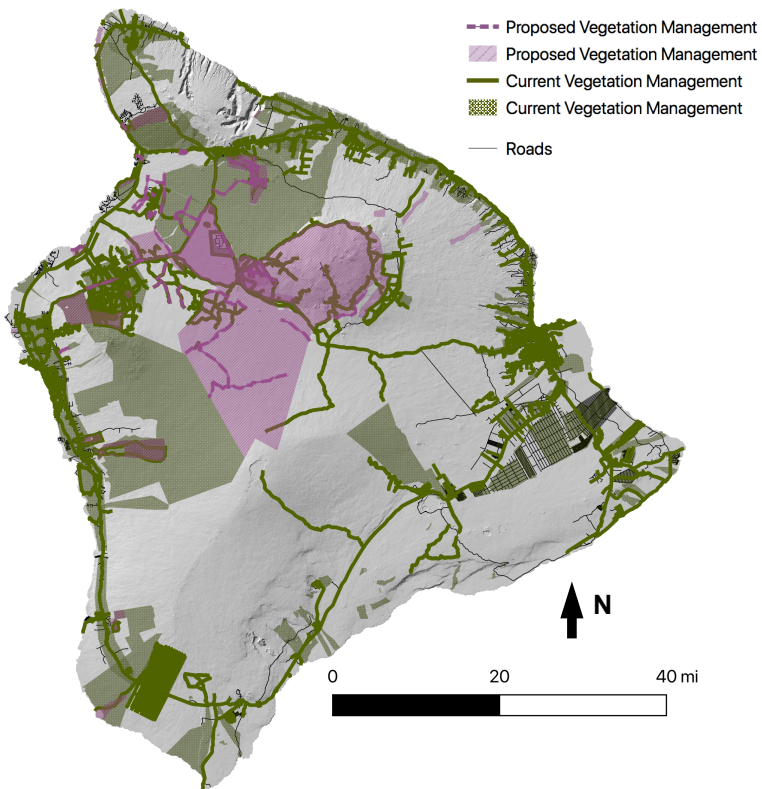 Proposed Vegetation Management
Proposed Vegetation Management
Current Vegetation Management
Current Vegetation Management
Roads
N
0 20 40 mi